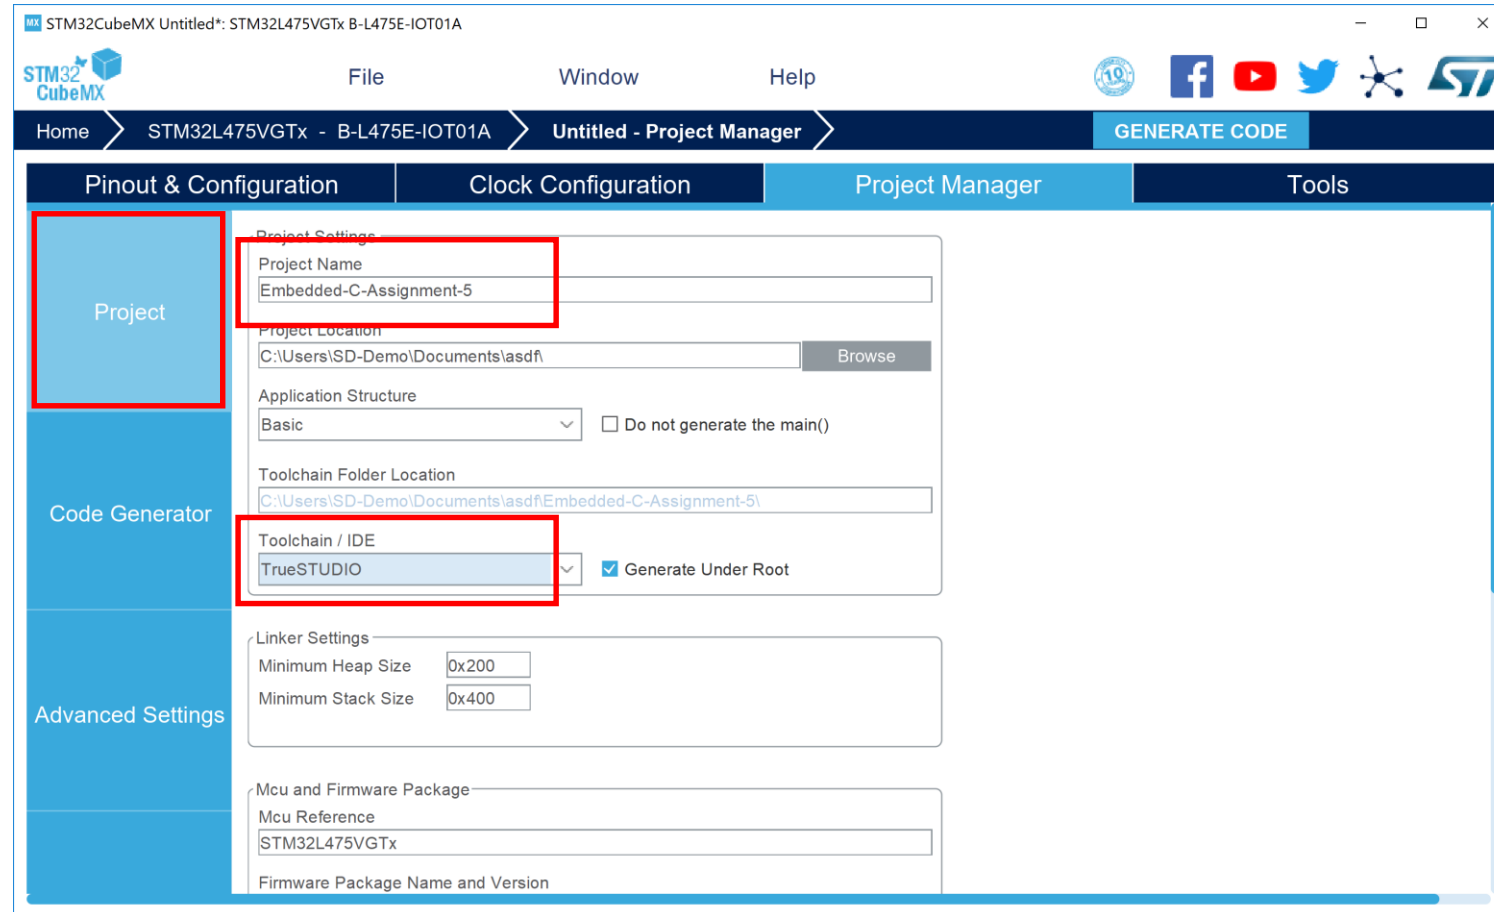 MX STM32CubeMX Untitled*: STM32L475VGTx B-L475E-IOT01A
STM32
CubeMX
File Window Help
10
f
ST
Home STM32L475VGTx - B-L475E-IOT01A Untitled - Project Manager GENERATE CODE
Pinout & Configuration Clock Configuration Project Manager Tools
Project
Code Generator
Advanced Settings
Project Settings
Project Name
Embedded-C-Assignment-5
Project Location
C:\Users\SD-Demo\Documents\asdf\ Browse
Application Structure
Basic Do not generate the main()
Toolchain Folder Location
C:\Users\SD-Demo\Documents\asdf\Embedded-C-Assignment-5\
Toolchain / IDE
TrueSTUDIO Generate Under Root
Linker Settings
Minimum Heap Size 0x200
Minimum Stack Size 0x400
Mcu and Firmware Package
Mcu Reference
STM32L475VGTx
Firmware Package Name and Version